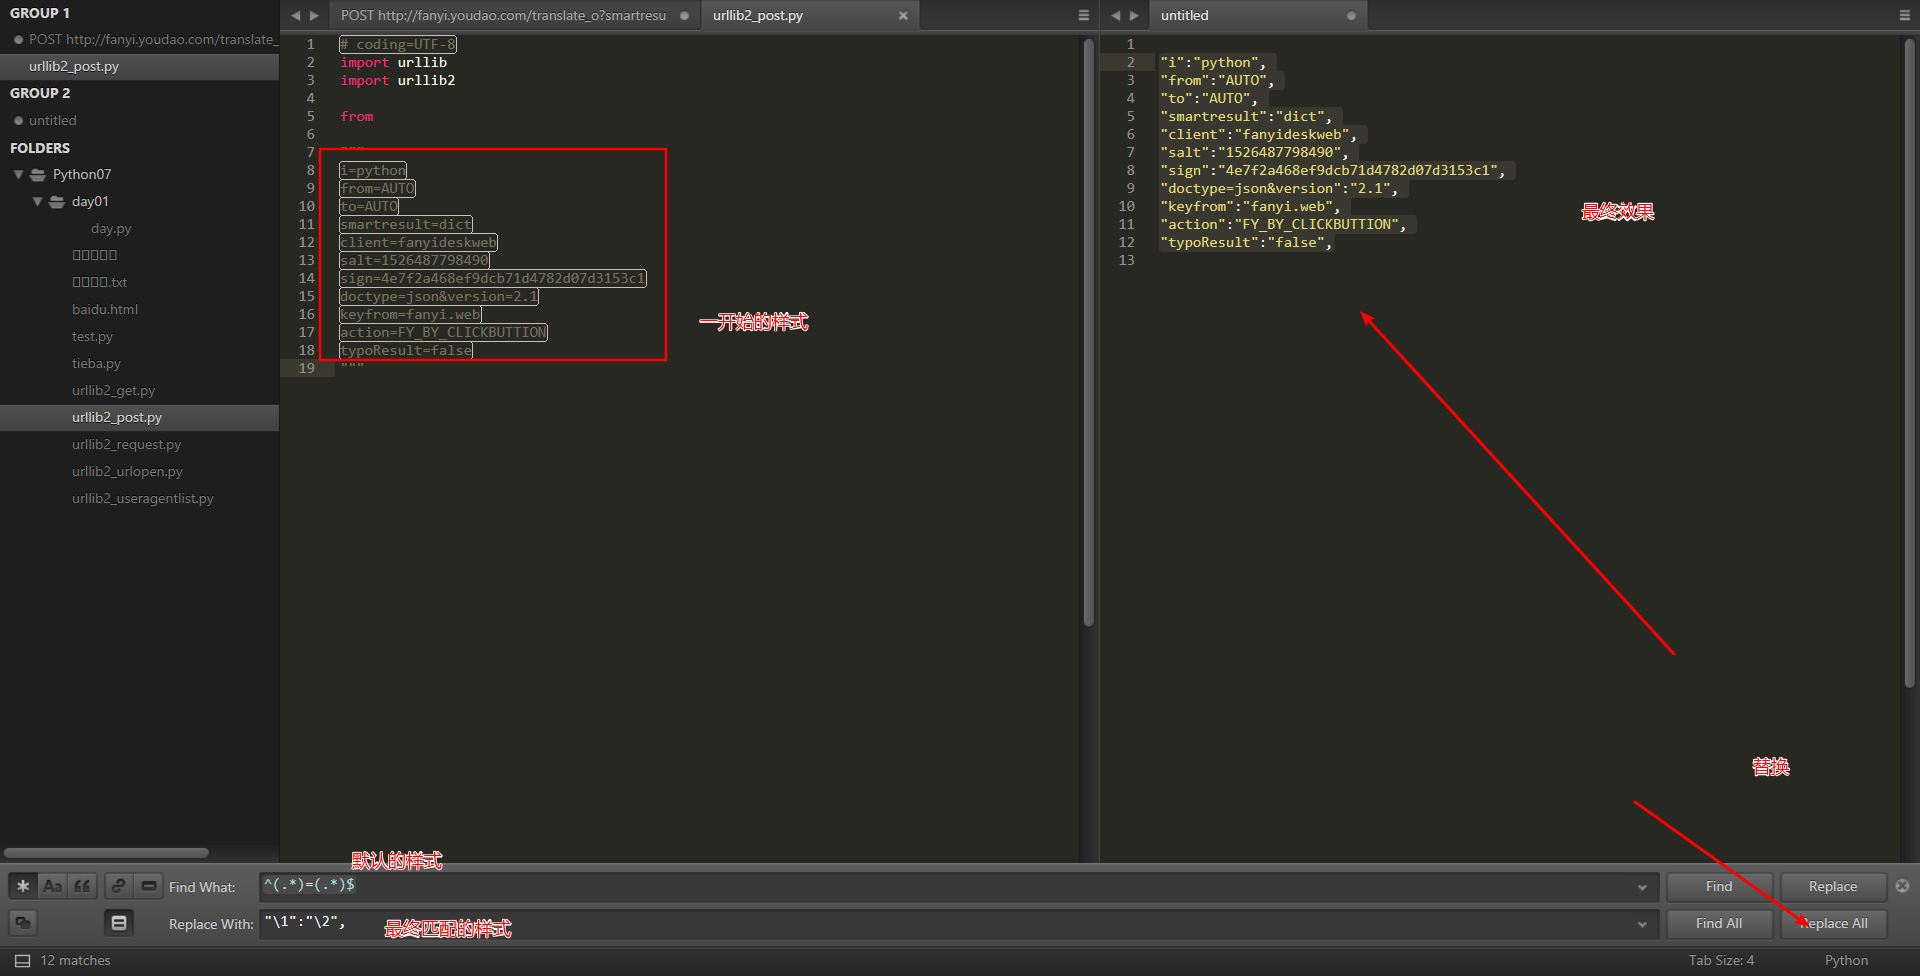 GROUP 1
POST http://fanyi.youdao.com/translate_
urllib2_post.py
GROUP 2
untitled
FOLDERS
Python07
day01
day.py
.txt
baidu.html
test.py
tieba.py
urllib2_get.py
urllib2_post.py
urllib2_request.py
urllib2_urlopen.py
urllib2_useragentlist.py
POST http://fanyi.youdao.com/translate_o?smartresu
urllib2_post.py
1 # coding=UTF-8
2 import urllib
3 import urllib2
4
5 from
6
7 """
8 i=python
9 from=AUTO
10 to=AUTO
11 smartresult=dict
12 client=fanyideskweb
13 salt=1526487798490
14 sign=4e7f2a468ef9dcb71d4782d07d3153c1
15 doctype=json&version=2.1
16 keyfrom=fanyi.web
17 action=FY_BY_CLICKBUTTION
18 typoResult=false
19 """
一开始的样式
untitled
1
2 "i":"python",
3 "from":"AUTO",
4 "to":"AUTO",
5 "smartresult":"dict",
6 "client":"fanyideskweb",
7 "salt":"1526487798490",
8 "sign":"4e7f2a468ef9dcb71d4782d07d3153c1",
9 "doctype=json&version":"2.1",
10 "keyfrom":"fanyi.web",
11 "action":"FY_BY_CLICKBUTTION",
12 "typoResult":"false",
13
最终效果
替换
默认的样式
Aa
Find What: ^(.*)=(.*)$
Find
Replace
Replace With: "\1":"\2",
最终匹配的样式
Find All
Replace All
12 matches
Tab Size: 4
Python